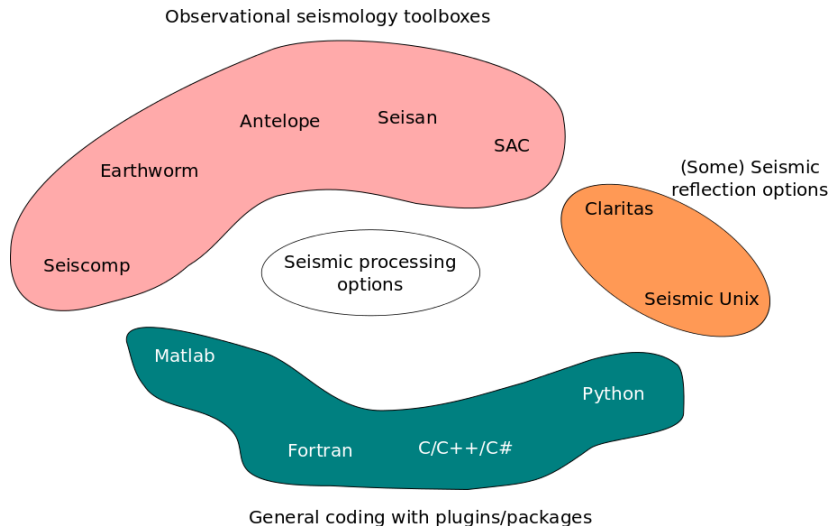 Observational seismology toolboxes
Antelope
Seisan
SAC
Earthworm
Seiscomp
(Some) Seismic
reflection options
Claritas
Seismic Unix
Seismic processing
options
Matlab
Python
Fortran
C/C++/C#
General coding with plugins/packages